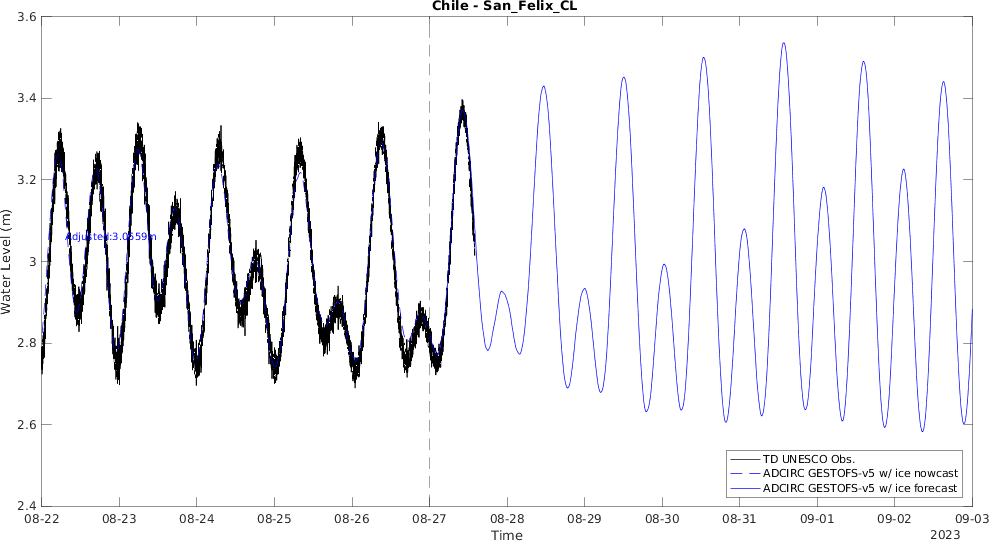 Chile - San_Felix_CL
3.6
3.4
3.2
3
2.8
2.6
2.4
Water Level (m)
Adjusted:3.0559m
TD UNESCO Obs.
ADCIRC GESTOFS-v5 w/ ice nowcast
ADCIRC GESTOFS-v5 w/ ice forecast
08-22 08-23 08-24 08-25 08-26 08-27 08-28 08-29 08-30 08-31 09-01 09-02 09-03
Time
2023